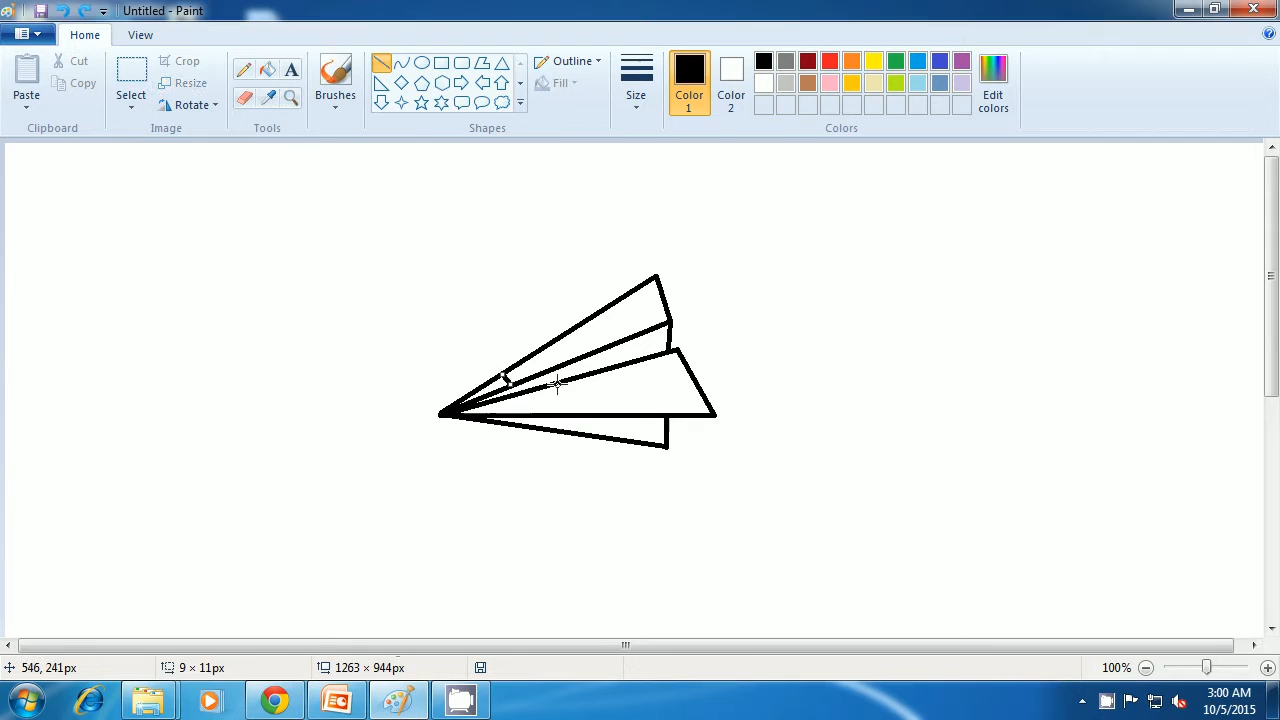 Untitled - Paint
Home View
Paste
Cut
Copy
Clipboard
Select
Crop
Resize
Rotate
Image
A
Tools
Brushes
Outline
Fill
Shapes
Size
Color 1
Color 2
Edit colors
Colors
546, 241px
9 × 11px
1263 × 944px
100%
3:00 AM
10/5/2015